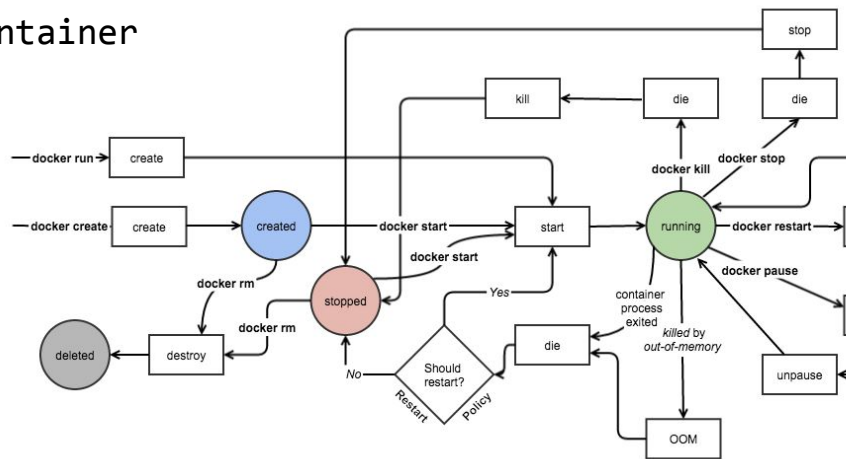 ntainer
stop
kill
die
die
docker run
create
docker kill
docker stop
docker create
create
created
docker start
start
running
docker restart
docker start
docker pause
docker rm
stopped
Yes
container
process
exited
docker rm
killed by
out-of-memory
deleted
destroy
No
Should
restart?
Restart
Policy
die
unpause
OOM